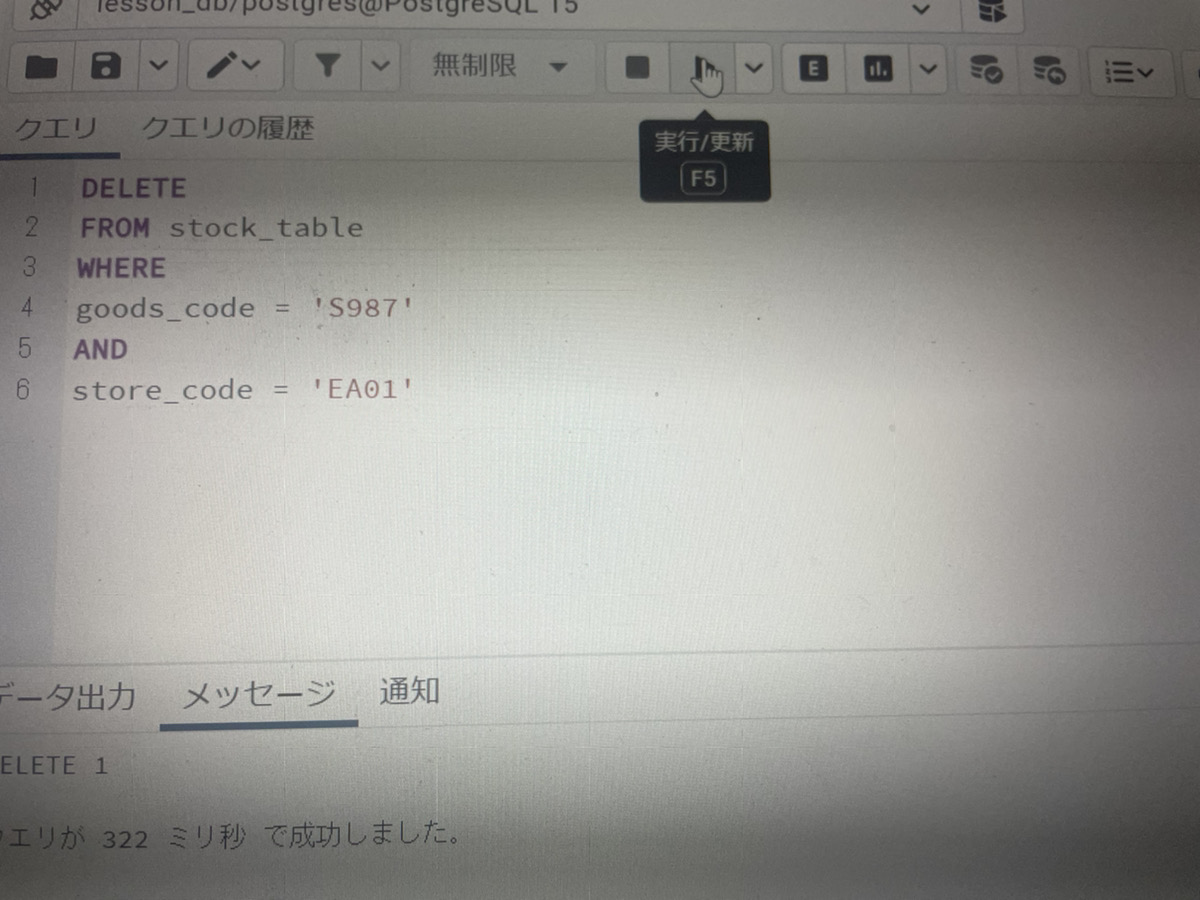 lesson_db/postgres@PostgreSQL 15
無制限
E
クエリ クエリの履歴
実行/更新
F5
1 DELETE
2 FROM stock_table
3 WHERE
4 goods_code = 'S987'
5 AND
6 store_code = 'EA01'
データ出力 メッセージ 通知
ELETE 1
クエリが 322 ミリ秒 で成功しました。